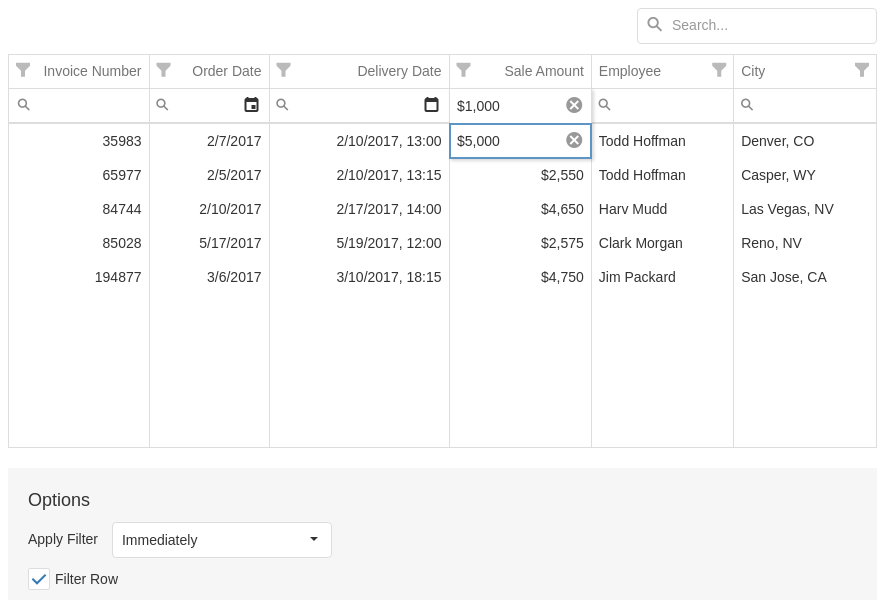 Search...
Invoice Number Order Date Delivery Date Sale Amount Employee City
$1,000
35983 2/7/2017 2/10/2017, 13:00 $5,000 Todd Hoffman Denver, CO
65977 2/5/2017 2/10/2017, 13:15 $2,550 Todd Hoffman Casper, WY
84744 2/10/2017 2/17/2017, 14:00 $4,650 Harv Mudd Las Vegas, NV
85028 5/17/2017 5/19/2017, 12:00 $2,575 Clark Morgan Reno, NV
194877 3/6/2017 3/10/2017, 18:15 $4,750 Jim Packard San Jose, CA
Options
Apply Filter Immediately
Filter Row